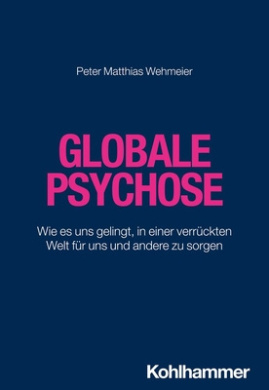 Peter Matthias Wehmeier
GLOBALE
PSYCHOSE
Wie es uns gelingt, in einer verrückten
Welt für uns und andere zu sorgen
Kohlhammer